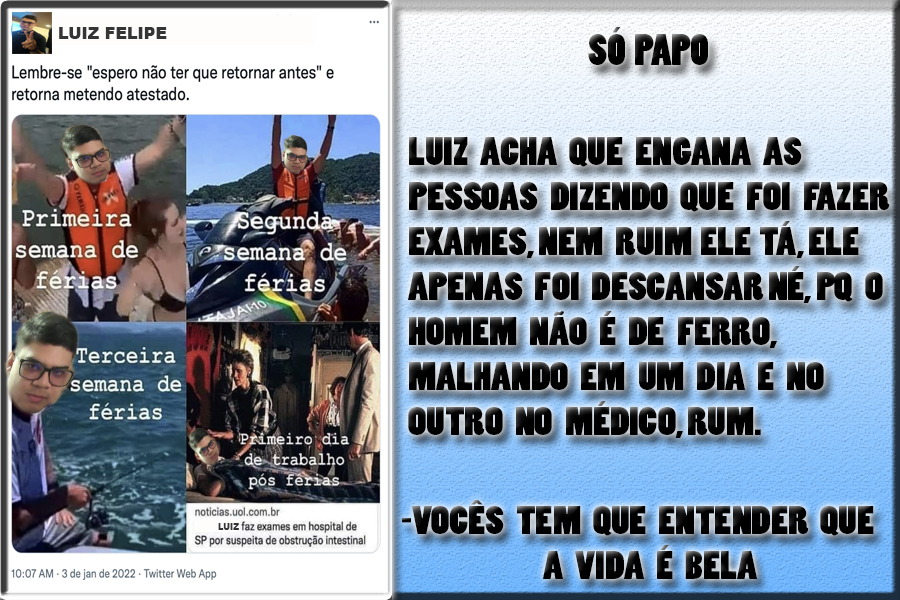 LUIZ FELIPE
Lembre-se "espero não ter que retornar antes" e
retorna metendo atestado.
Primeira
semana de
férias
Segunda
semana de
férias
ITAJAÍ-10
Terceira
semana de
férias
Primeiro dia
de trabalho
pós férias
noticias.uol.com.br
LUIZ faz exames em hospital de
SP por suspeita de obstrução intestinal
10:07 AM · 3 de jan de 2022 · Twitter Web App
SÓ PAPO
LUIZ ACHA QUE ENGANA AS
PESSOAS DIZENDO QUE FOI FAZER
EXAMES, NEM RUIM ELE TÁ, ELE
APENAS FOI DESCANSAR NÉ, PQ O
HOMEM NÃO É DE FERRO,
MALHANDO EM UM DIA E NO
OUTRO NO MÉDICO, RUM.
-VOCÊS TEM QUE ENTENDER QUE
A VIDA É BELA